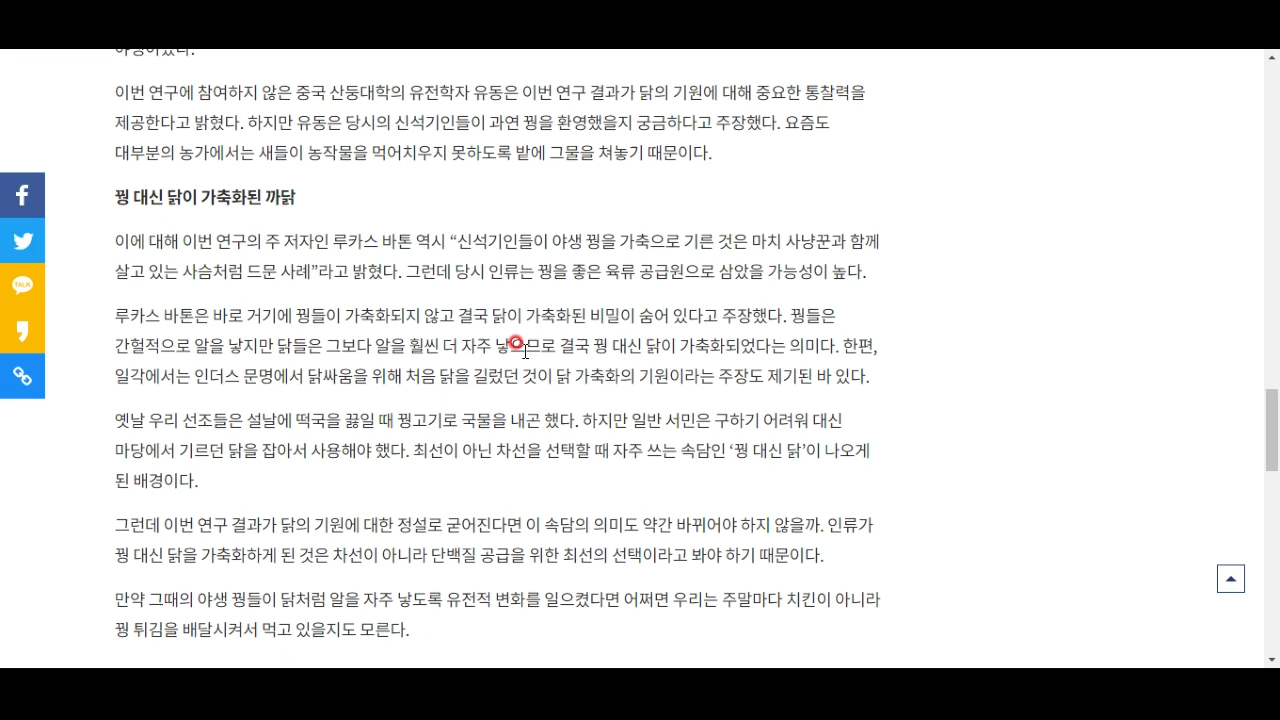 이번 연구에 참여하지 않은 중국 산둥대학의 유전학자 유동은 이번 연구 결과가 닭의 기원에 대해 중요한 통찰력을
제공한다고 밝혔다. 하지만 유동은 당시의 신석기인들이 과연 꿩을 환영했을지 궁금하다고 주장했다. 요즘도
대부분의 농가에서는 새들이 농작물을 먹어치우지 못하도록 밭에 그물을 쳐놓기 때문이다.
꿩 대신 닭이 가축화된 까닭
이에 대해 이번 연구의 주 저자인 루카스 바톤 역시 “신석기인들이 야생 꿩을 가축으로 기른 것은 마치 사냥꾼과 함께
살고 있는 사슴처럼 드문 사례”라고 밝혔다. 그런데 당시 인류는 꿩을 좋은 육류 공급원으로 삼았을 가능성이 높다.
루카스 바톤은 바로 거기에 꿩들이 가축화되지 않고 결국 닭이 가축화된 비밀이 숨어 있다고 주장했다. 꿩들은
간헐적으로 알을 낳지만 닭들은 그보다 알을 훨씬 더 자주 낳으므로 결국 꿩 대신 닭이 가축화되었다는 의미다. 한편,
일각에서는 인더스 문명에서 닭싸움을 위해 처음 닭을 길렀던 것이 닭 가축화의 기원이라는 주장도 제기된 바 있다.
옛날 우리 선조들은 설날에 떡국을 끓일 때 꿩고기로 국물을 내곤 했다. 하지만 일반 서민은 구하기 어려워 대신
마당에서 기르던 닭을 잡아서 사용해야 했다. 최선이 아닌 차선을 선택할 때 자주 쓰는 속담인 ‘꿩 대신 닭’이 나오게
된 배경이다.
그런데 이번 연구 결과가 닭의 기원에 대한 정설로 굳어진다면 이 속담의 의미도 약간 바뀌어야 하지 않을까. 인류가
꿩 대신 닭을 가축화하게 된 것은 차선이 아니라 단백질 공급을 위한 최선의 선택이라고 봐야 하기 때문이다.
만약 그때의 야생 꿩들이 닭처럼 알을 자주 낳도록 유전적 변화를 일으켰다면 어쩌면 우리는 주말마다 치킨이 아니라
꿩 튀김을 배달시켜서 먹고 있을지도 모른다.
TALK